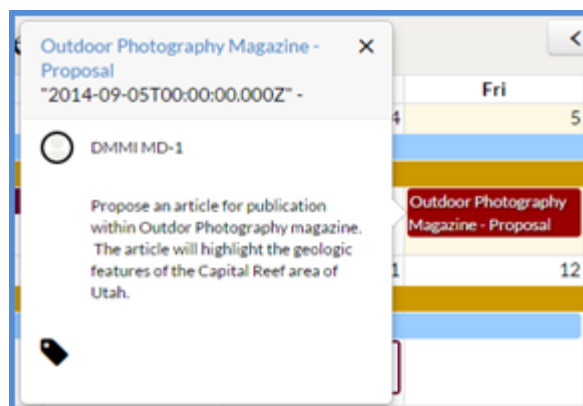 Outdoor Photography Magazine - ×
Proposal
"2014-09-05T00:00:00.000Z" -
DMMI MD-1
Propose an article for publication
within Outdor Photography magazine.
The article will highlight the geologic
features of the Capital Reef area of
Utah.
<
Fri
4 5
Outdoor Photography
Magazine - Proposal
1 12